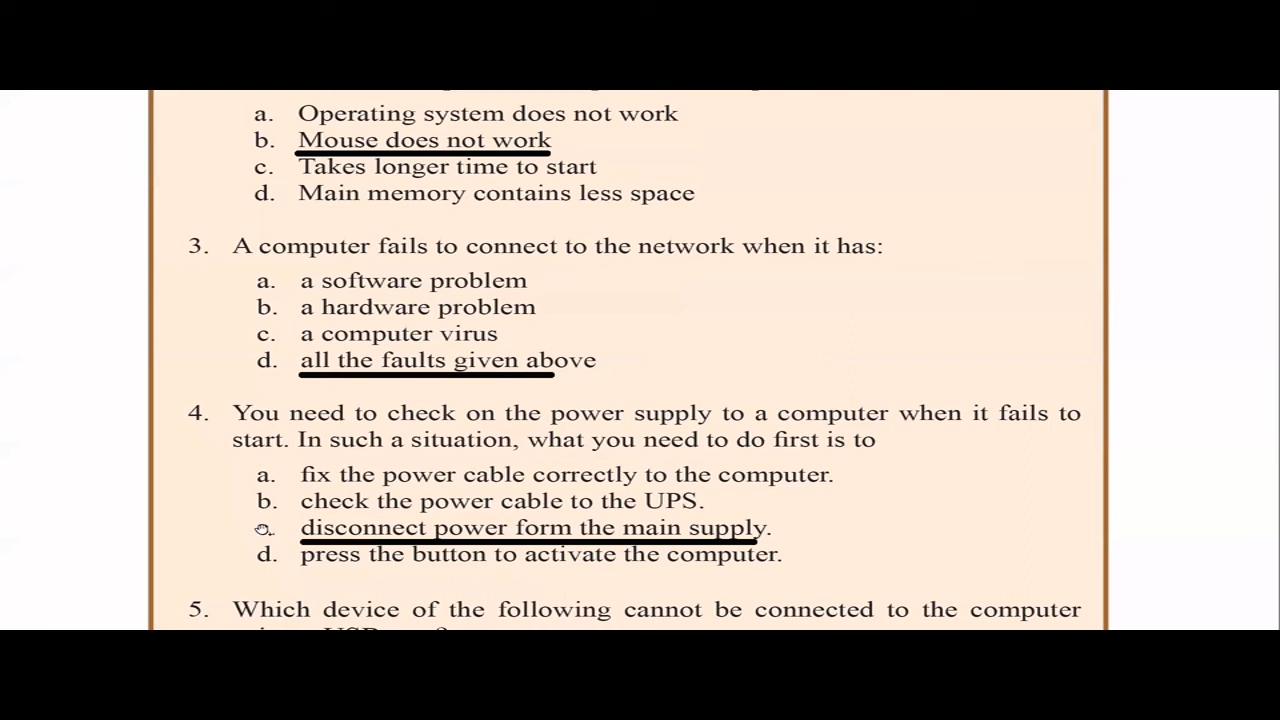 a. Operating system does not work
b. Mouse does not work
c. Takes longer time to start
d. Main memory contains less space
3. A computer fails to connect to the network when it has:
a. a software problem
b. a hardware problem
c. a computer virus
d. all the faults given above
4. You need to check on the power supply to a computer when it fails to
start. In such a situation, what you need to do first is to
a. fix the power cable correctly to the computer.
b. check the power cable to the UPS.
disconnect power form the main supply.
d. press the button to activate the computer.
5. Which device of the following cannot be connected to the computer